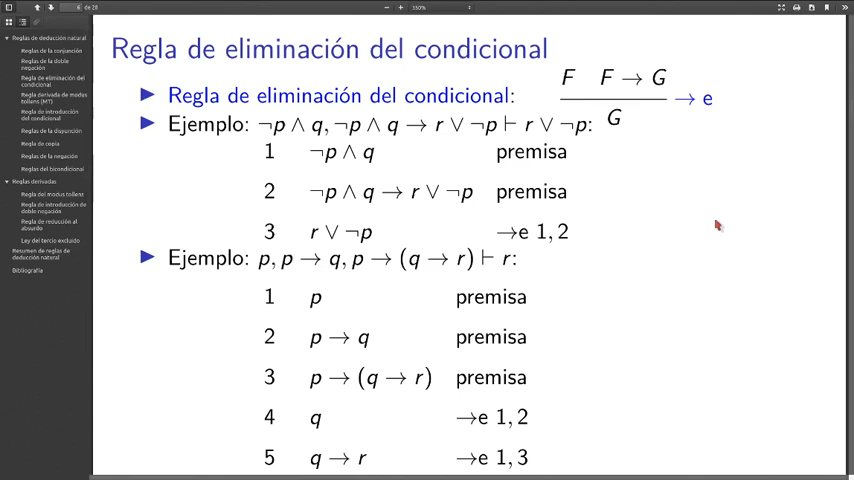 6 de 28
350%
Reglas de deducción natural
Reglas de la conjunción
Reglas de la doble
negación
Regla de eliminación del
condicional
Regla derivada de modus
tollens (MT)
Regla de introducción
del condicional
Reglas de la disyunción
Regla de copia
Reglas de la negación
Reglas del bicondicional
Reglas derivadas
Regla del modus tollens
Regla de introducción de
doble negación
Regla de reducción al
absurdo
Ley del tercio excluido
Resumen de reglas de
deducción natural
Bibliografía
Regla de eliminación del condicional
F F → G
Regla de eliminación del condicional: → e
G
Ejemplo: ¬p ∧ q, ¬p ∧ q → r ∨ ¬p ⊢ r ∨ ¬p:
1 ¬p ∧ q premisa
2 ¬p ∧ q → r ∨ ¬p premisa
3 r ∨ ¬p →e 1, 2
Ejemplo: p, p → q, p → (q → r) ⊢ r:
1 p premisa
2 p → q premisa
3 p → (q → r) premisa
4 q →e 1, 2
5 q → r →e 1, 3